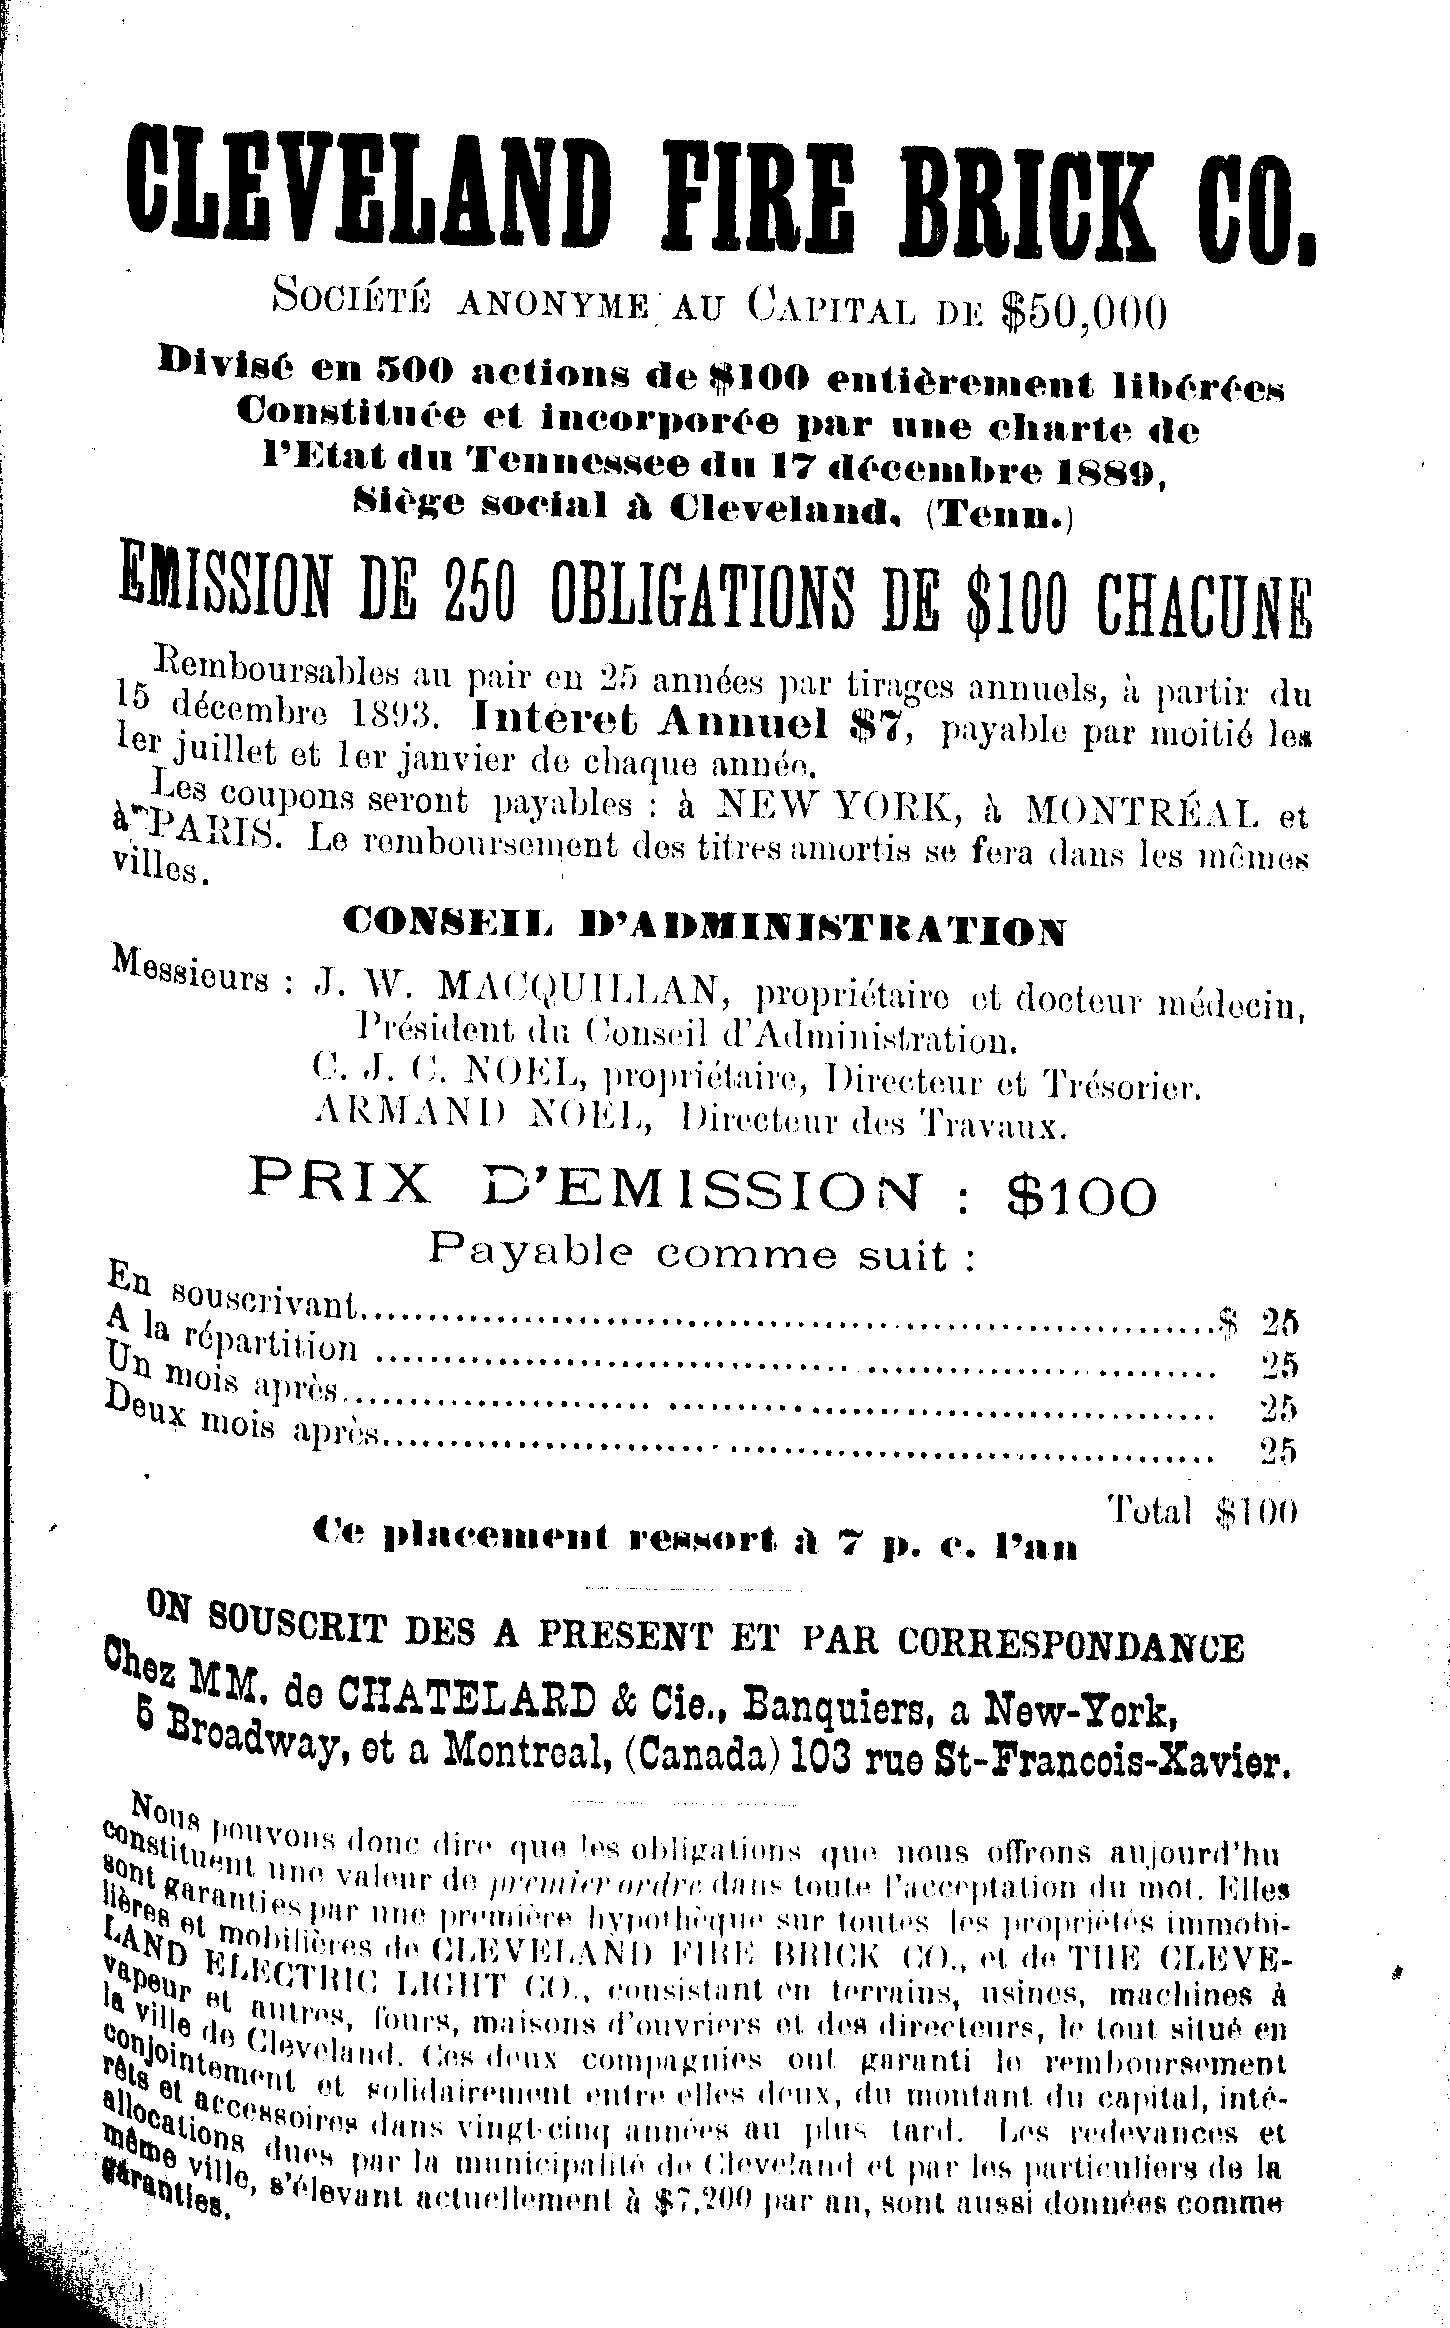 CLEVELAND FIRE BRICK CO.
SOCIÉTÉ ANONYME AU CAPITAL DE $50,000
Divisé en 500 actions de $100 entièrement libérées
Constituée et incorporée par une charte de
l'Etat du Tennessee du 17 décembre 1889,
Siège social à Cleveland, (Tenn.)
EMISSION DE 250 OBLIGATIONS DE $100 CHACUNE
Remboursables au pair en 25 années par tirages annuels, à partir du
15 décembre 1893. Intéret Annuel $7, payable par moitié les
1er juillet et 1er janvier de chaque année.
Les coupons seront payables : à NEW YORK, à MONTRÉAL et
à PARIS. Le remboursement des titres amortis se fera dans les mêmes
villes.
CONSEIL D'ADMINISTRATION
Messieurs : J. W. MACQUILLAN, propriétaire et docteur médecin,
Président du Conseil d'Administration.
C. J. C. NOEL, propriétaire, Directeur et Trésorier.
ARMAND NOEL, Directeur des Travaux.
PRIX D'EMISSION : $100
Payable comme suit :
En souscrivant.......... $ 25
A la répartition .......... 25
Un mois après.......... 25
Deux mois après.......... 25
Total $100
Ce placement ressort à 7 p. c. l'an
ON SOUSCRIT DES A PRESENT ET PAR CORRESPONDANCE
Chez MM. de CHATELARD & Cie., Banquiers, a New-York,
5 Broadway, et a Montreal, (Canada) 103 rue St-Francois-Xavier.
Nous pouvons donc dire que les obligations que nous offrons aujourd'hu
constituent une valeur de premier ordre dans toute l'acceptation du mot. Elles
sont garanties par une première hypothèque sur toutes les propriétés immobi-
lières et mobilières de CLEVELAND FIRE BRICK CO., et de THE CLEVE-
LAND ELECTRIC LIGHT CO., consistant en terrains, usines, machines à
vapeur et autres, fours, maisons d'ouvriers et des directeurs, le tout situé en
la ville de Cleveland. Ces deux compagnies ont garanti le remboursement
conjointement et solidairement entre elles deux, du montant du capital, inté-
rêts et accessoires dans vingt-cinq années au plus tard. Les redevances et
allocations dues par la municipalité de Cleveland et par les particuliers de la
même ville, s'élevant actuellement à $7,200 par an, sont aussi données comme
garanties.